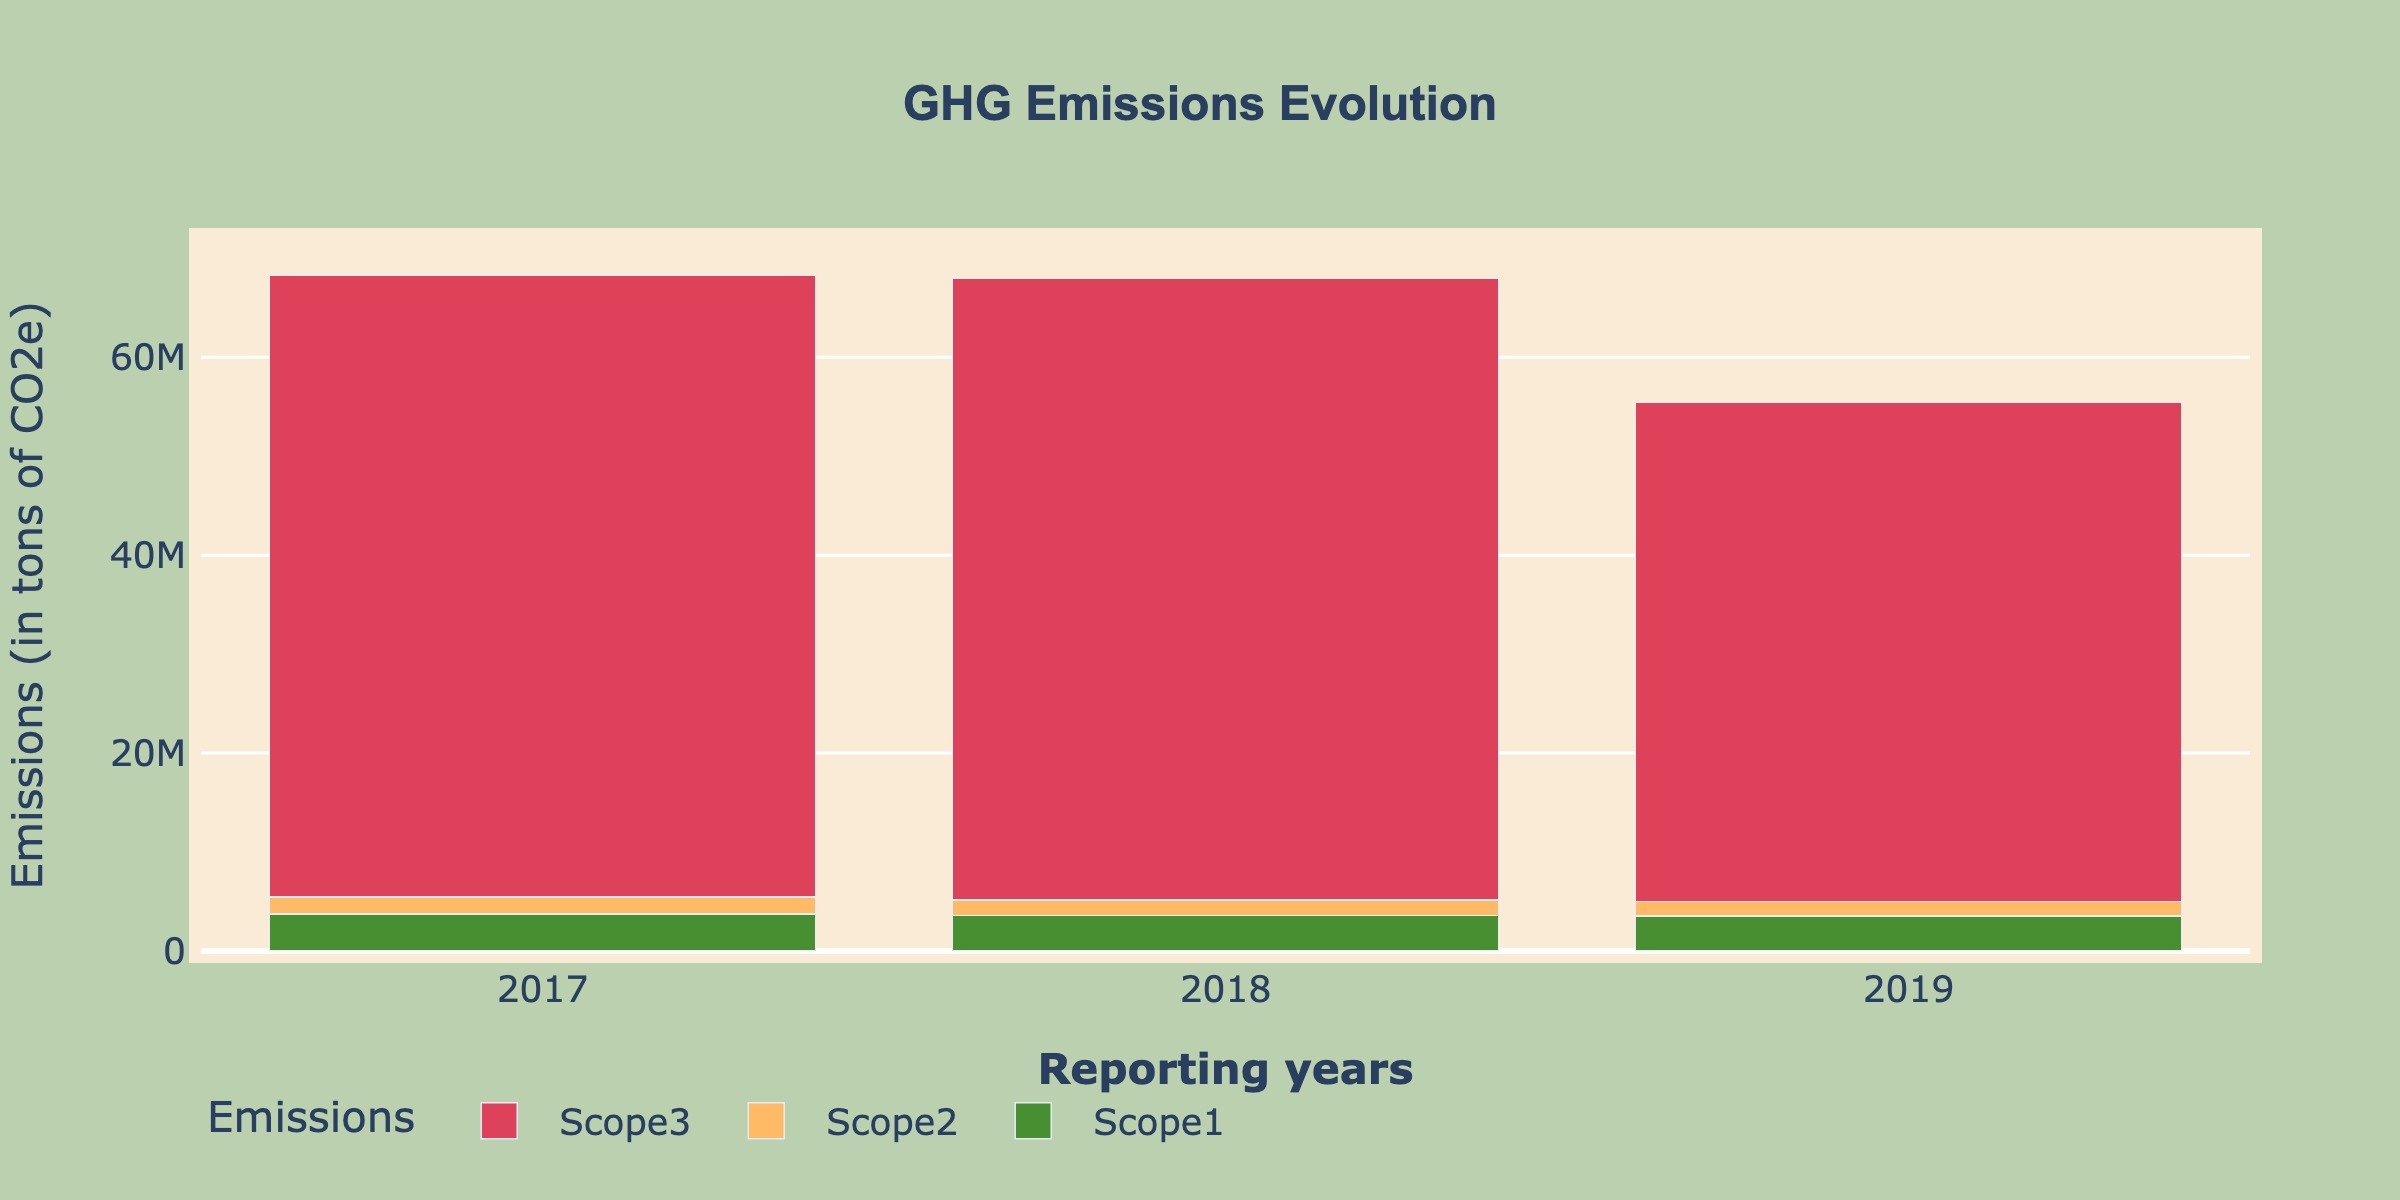 GHG Emissions Evolution
Emissions (in tons of CO2e)
60M
40M
20M
0
2017 2018 2019
Reporting years
Emissions Scope3 Scope2 Scope1